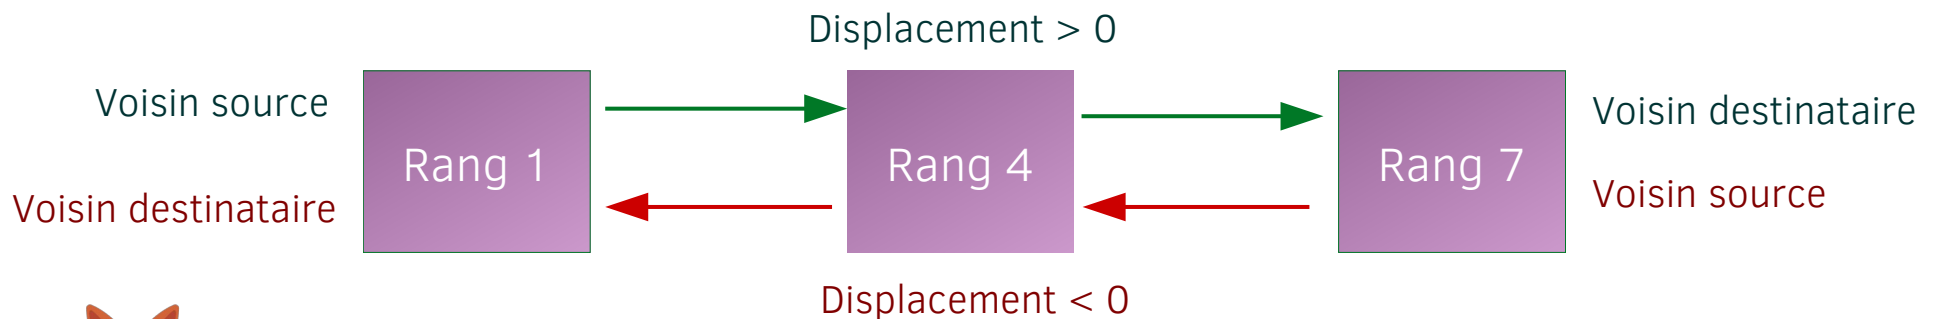 Displacement > 0
Voisin source
Voisin destinataire
Rang 1
Rang 4
Rang 7
Voisin destinataire
Voisin source
Displacement < 0